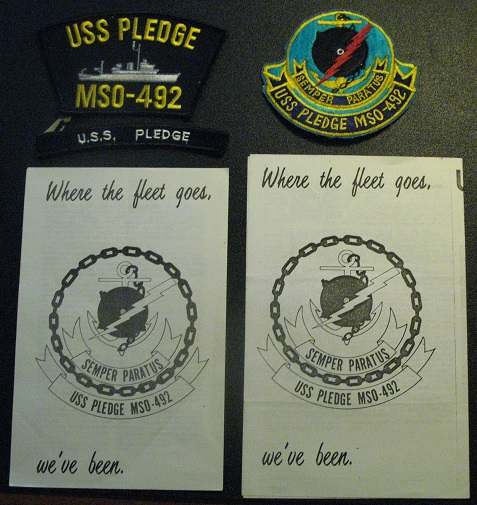 USS PLEDGE
MSO-492
U.S.S. PLEDGE
SEMPER PARATUS
USS PLEDGE MSO-492
Where the fleet goes,
SEMPER PARATUS
USS PLEDGE MSO-492
we've been.
Where the fleet goes,
SEMPER PARATUS
USS PLEDGE MSO-492
we've been.